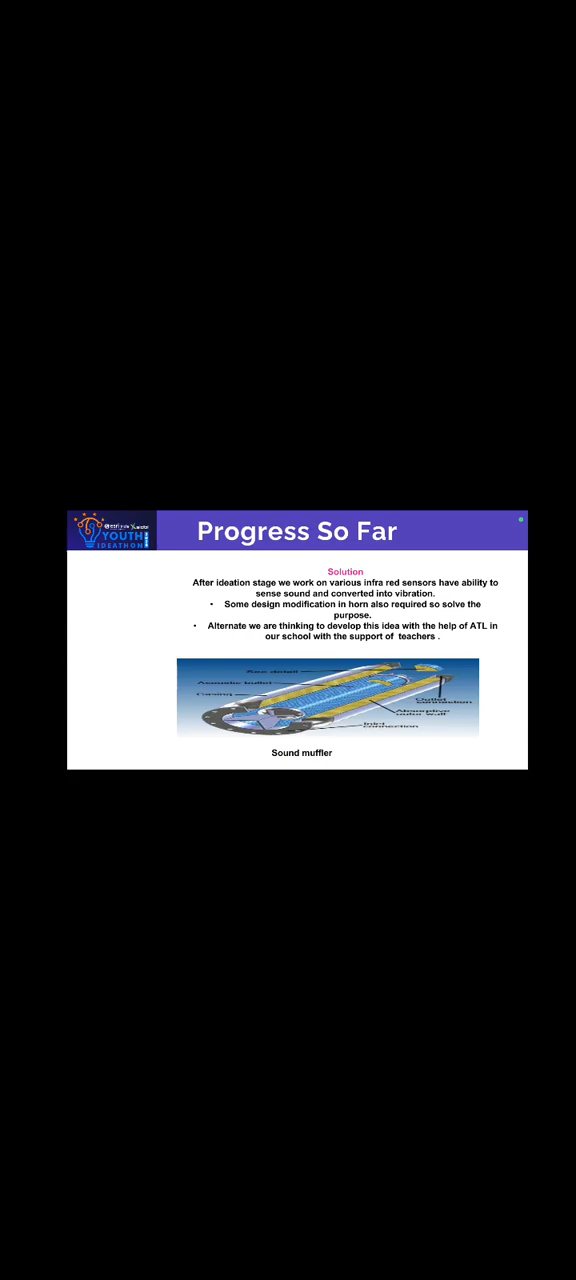 YOUTH
IDEATHON
Progress So Far
Solution
After ideation stage we work on various infra red sensors have ability to
sense sound and converted into vibration.
• Some design modification in horn also required so solve the
purpose.
• Alternate we are thinking to develop this idea with the help of ATL in
our school with the support of teachers .
Acoustic bullet
Casing
Outlet
connection
Absorptive
outer wall
Inlet
connection
Sound muffler